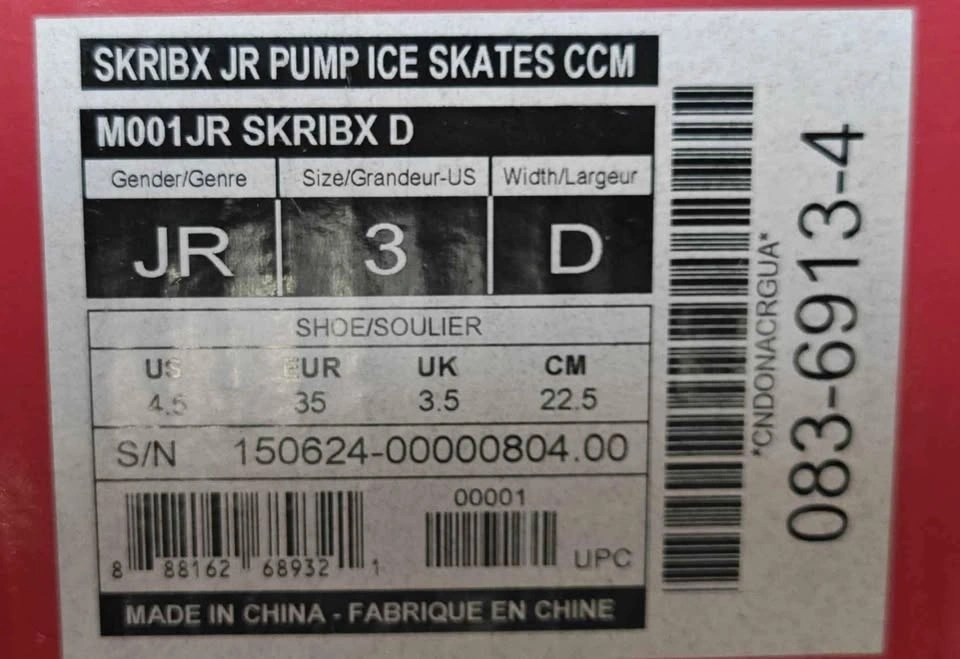 SKRIBX JR PUMP ICE SKATES CCM
M001JR SKRIBX D
Gender/Genre Size/Grandeur-US Width/Largeur
JR 3 D
SHOE/SOULIER
US EUR UK CM
4.5 35 3.5 22.5
S/N 150624-00000804.00
00001
8 88162 68932 1 UPC
MADE IN CHINA - FABRIQUE EN CHINE
*CNDONACRGUA*
083-6913-4